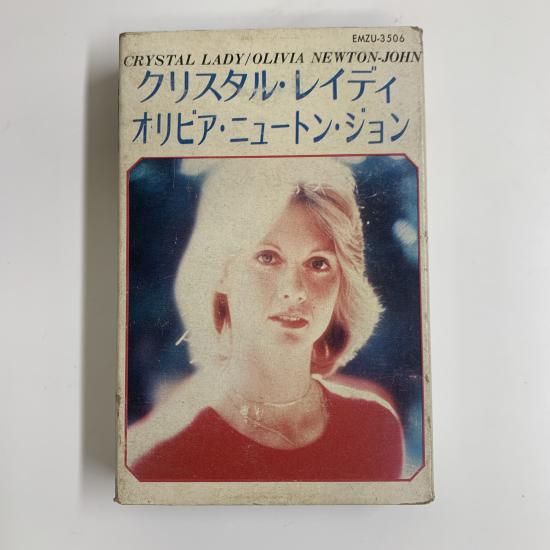 EMZU-3506
CRYSTAL LADY/OLIVIA NEWTON-JOHN
クリスタル・レイディ
オリビア・ニュートン・ジョン